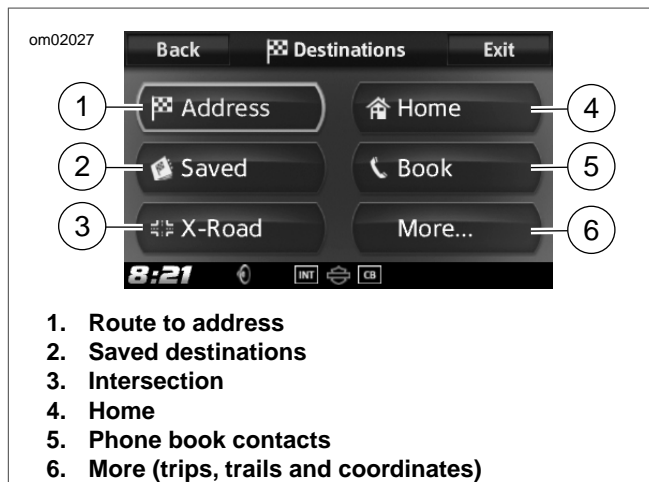 om02027
Back Destinations Exit
1 Address Home 4
2 Saved Book 5
3 X-Road More... 6
8:21 INT CB
1. Route to address
2. Saved destinations
3. Intersection
4. Home
5. Phone book contacts
6. More (trips, trails and coordinates)